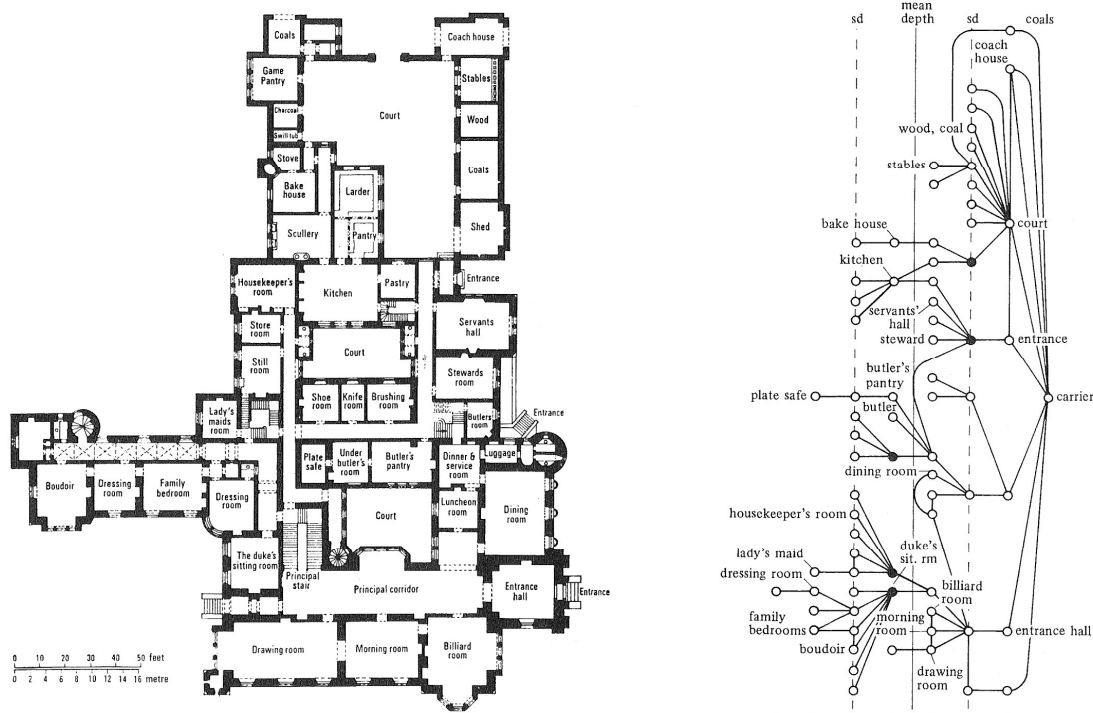 Coals
Coach house
Game
Pantry
Stables
Charcoal
Court
Wood
Swill tub
Stove
Bake
house
Larder
Coals
Scullery
Pantry
Shed
Housekeeper's
room
Kitchen
Pastry
Entrance
Store
room
Servants
hall
Still
room
Court
Stewards
room
Shoe
room
Knife
room
Brushing
room
Lady's
maids
room
Butlers
room
Entrance
Plate
safe
Under
butler's
room
Butler's
pantry
Dinner &
service
room
Luggage
Boudoir
Dressing
room
Family
bedroom
Dressing
room
Court
Luncheon
room
Dining
room
The duke's
sitting room
Principal
stair
Principal corridor
Entrance
hall
Entrance
Drawing room
Morning room
Billiard
room
0 10 20 30 40 50 feet
0 2 4 6 8 10 12 14 16 metre
sd
mean
depth
sd
coals
coach
house
wood, coal
stables
bake house
court
kitchen
servants'
hall
steward
entrance
butler's
pantry
plate safe
butler
carrier
dining room
housekeeper's room
duke's
sit. rm
lady's maid
dressing room
billiard
room
family
bedrooms
morning
room
entrance hall
boudoir
drawing
room